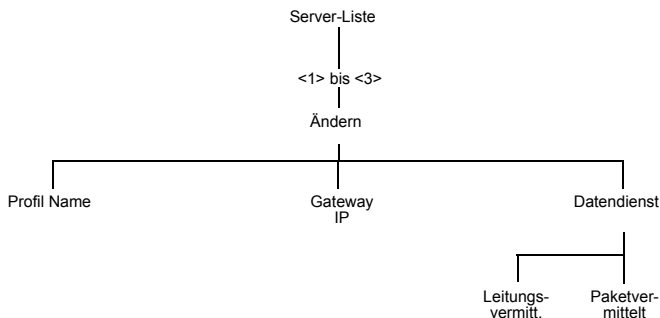 Server-Liste
<1> bis <3>
Ändern
Profil Name
Gateway
IP
Datendienst
Leitungs-
vermitt.
Paketver-
mittelt